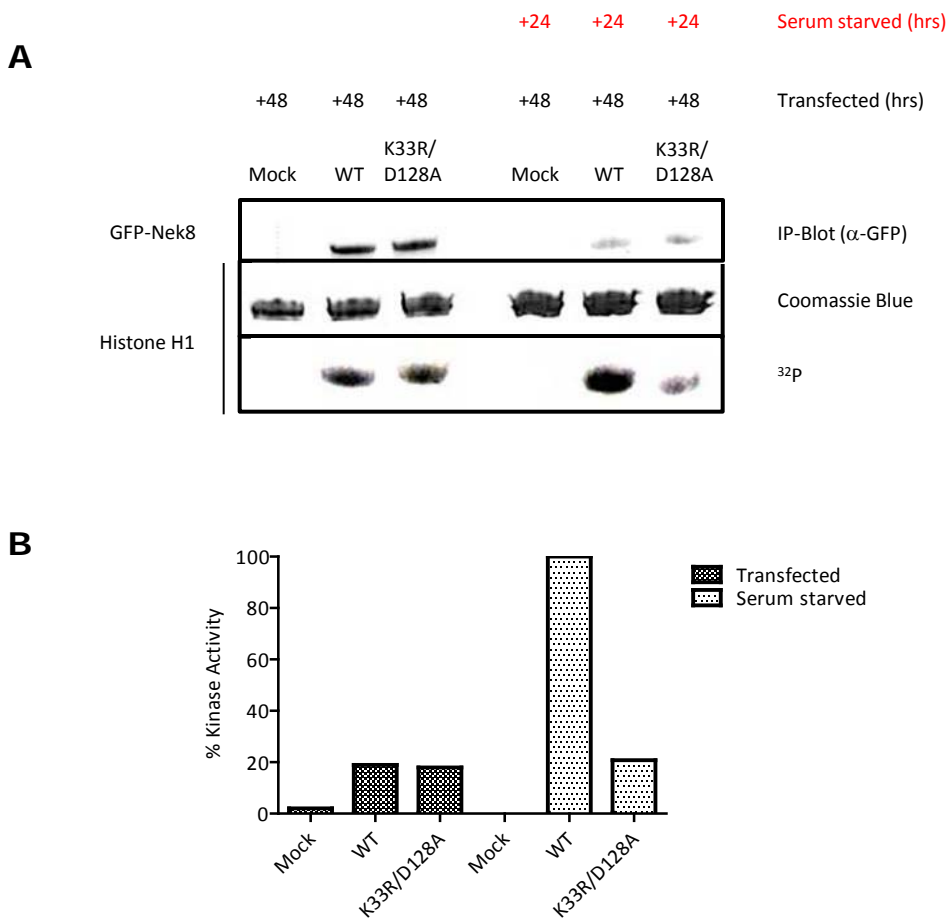 +24 +24 +24 Serum starved (hrs)
A
+48 +48 +48 +48 +48 +48 Transfected (hrs)
Mock WT K33R/
D128A Mock WT K33R/
D128A
GFP-Nek8 IP-Blot (α-GFP)
Coomassie Blue
Histone H1
32P
B
% Kinase Activity
100
80
60
40
20
0
Mock WT K33R/D128A Mock WT K33R/D128A
Transfected
Serum starved